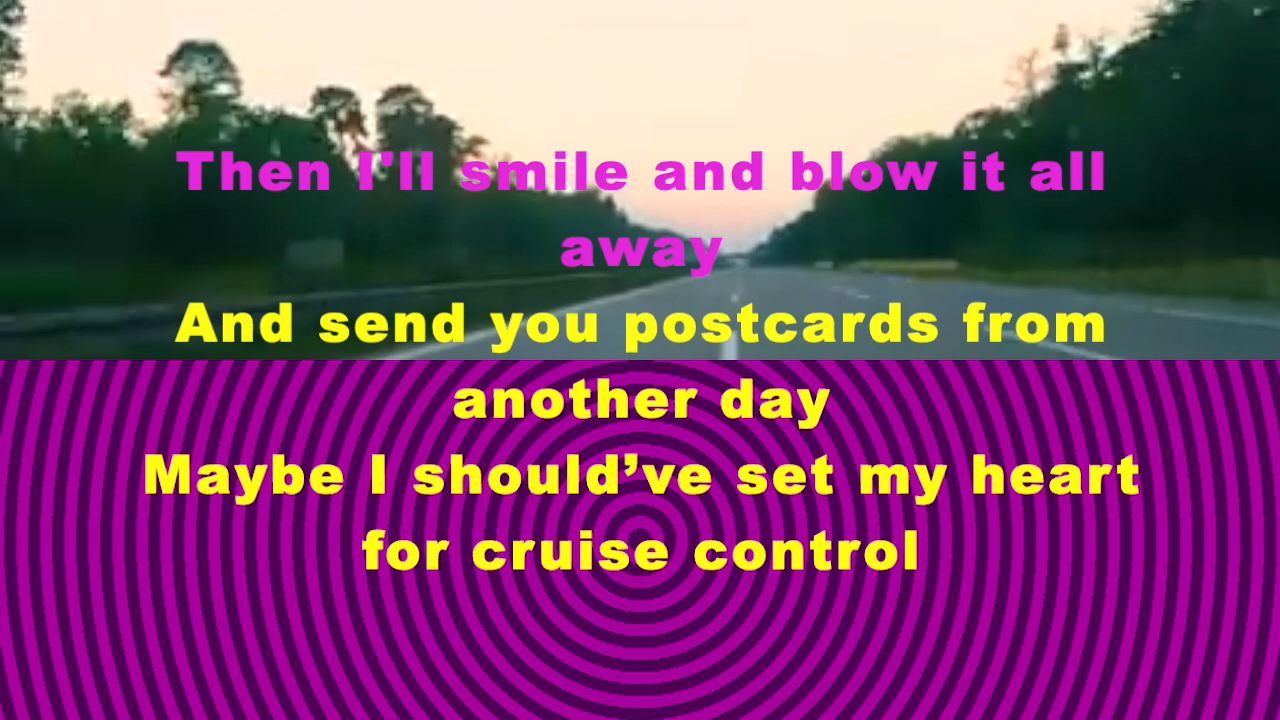 Then I'll smile and blow it all
away
And send you postcards from
another day
Maybe I should’ve set my heart
for cruise control